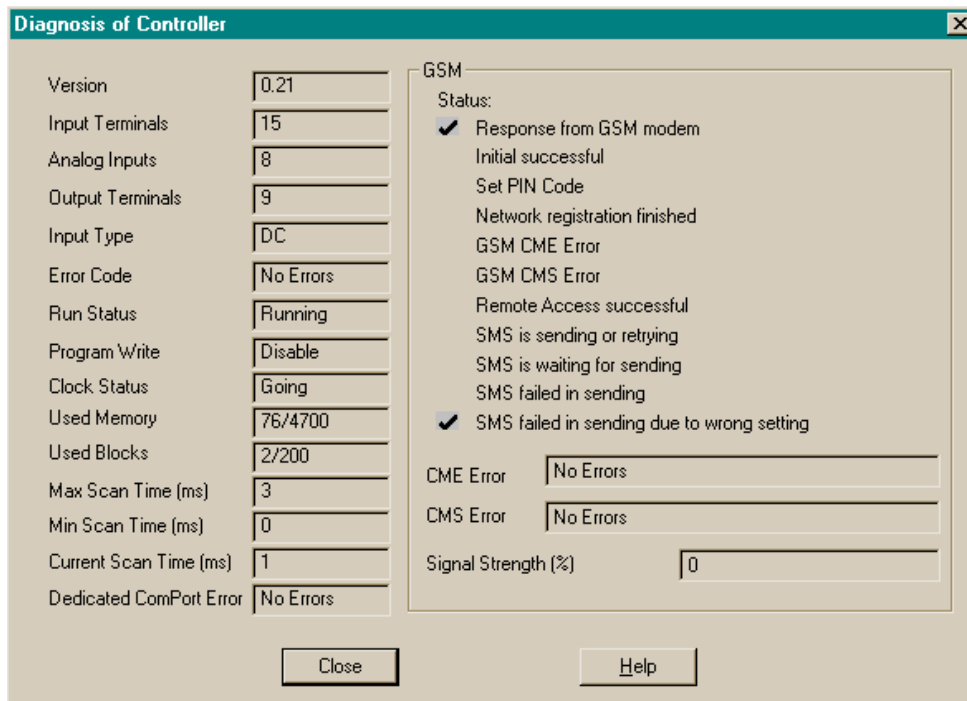 Diagnosis of Controller
Version 0.21
Input Terminals 15
Analog Inputs 8
Output Terminals 9
Input Type DC
Error Code No Errors
Run Status Running
Program Write Disable
Clock Status Going
Used Memory 76/4700
Used Blocks 2/200
Max Scan Time (ms) 3
Min Scan Time (ms) 0
Current Scan Time (ms) 1
Dedicated ComPort Error No Errors
GSM
Status:
Response from GSM modem
Initial successful
Set PIN Code
Network registration finished
GSM CME Error
GSM CMS Error
Remote Access successful
SMS is sending or retrying
SMS is waiting for sending
SMS failed in sending
SMS failed in sending due to wrong setting
CME Error No Errors
CMS Error No Errors
Signal Strength (%) 0
Close
Help